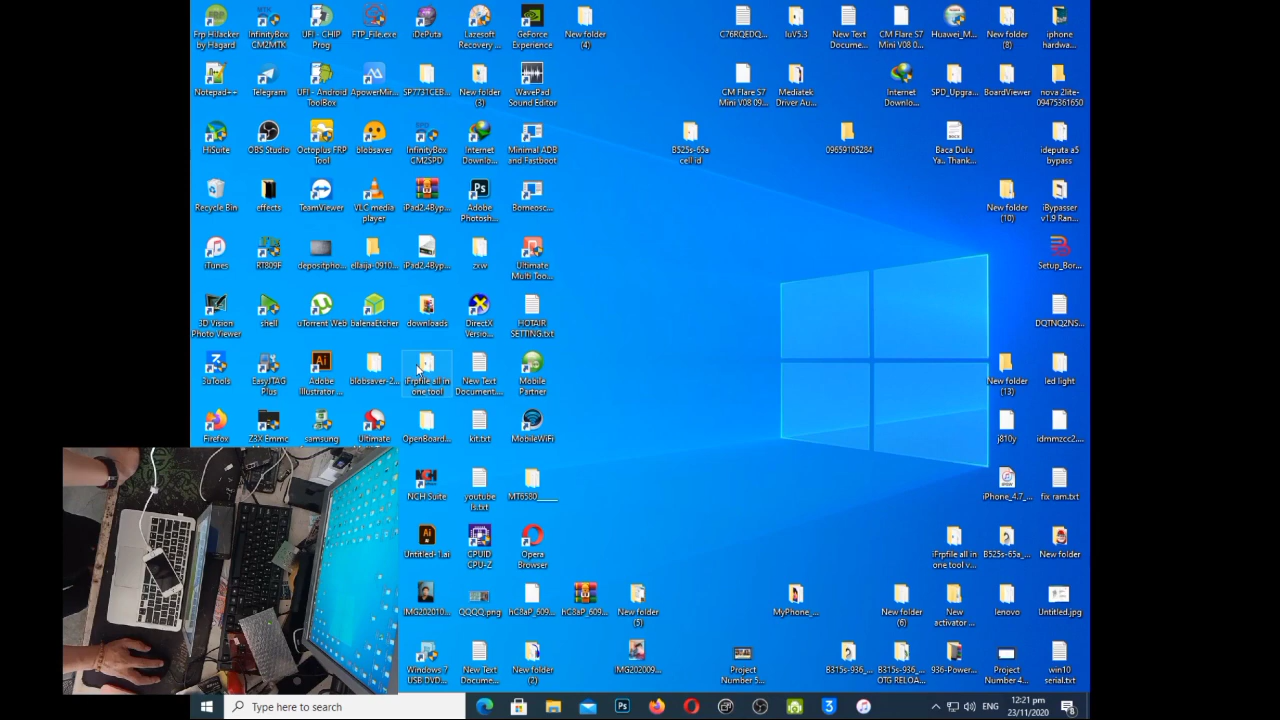 Frp HiJacker by Hagard
InfinityBox CM2MTK
UFI - CHIP Prog
FTP_File.exe
iDePuta
Lazesoft Recovery ...
GeForce Experience
New folder (4)
C76RQEDQ...
IuV5.3
New Text Docume...
CM Flare S7 Mini V08 0...
Huawei_M...
New folder (8)
iphone hardwa...
Notepad++
Telegram
UFI - Android ToolBox
ApowerMir...
SP7731CEB...
New folder (3)
WavePad Sound Editor
CM Flare S7 Mini V08 09...
Mediatek Driver Au...
Internet Downlo...
SPD_Upgra...
BoardViewer
nova 2lite-09475361650
HiSuite
OBS Studio
Octoplus FRP Tool
blobsaver
InfinityBox CM2SPD
Internet Downlo...
Minimal ADB and Fastboot
B525s-65a cell id
09659105284
Baca Dulu Ya.. Thank...
ideputa a5 bypass
Recycle Bin
effects
TeamViewer
VLC media player
iPad2,4Byp...
Adobe Photosh...
Borneosc...
New folder (10)
iBypasser v1.9 Ran...
iTunes
RT809F
depositpho...
ellaija-0910...
iPad2,4Byp...
zxw
Ultimate Multi Too...
Setup_Bor...
3D Vision Photo Viewer
shell
uTorrent Web
balenaEtcher
downloads
DirectX Versio...
HOTAIR SETTING.txt
DQTNQ2NS...
3uTools
EasyJTAG Plus
Adobe Illustrator ...
blobsaver-2...
iFrpfile all in one tool
New Text Document....
Mobile Partner
New folder (13)
led light
Firefox
Z3X Emmc
samsung
Ultimate
OpenBoard...
kit.txt
MobileWiFi
j810y
idmmzcc2....
NCH Suite
youtube ls.txt
MT6580____
iPhone_4.7_...
fix ram.txt
Untitled-1.ai
CPUID CPU-Z
Opera Browser
iFrpfile all in one tool v...
B525s-65a_...
New folder
IMG202010...
QQQQ.png
hC8aP_609...
hC8aP_609...
New folder (5)
MyPhone_...
New folder (6)
New activator ...
lenovo
Untitled.jpg
Windows 7 USB DVD...
New Text Document...
New folder (2)
IMG202009...
Project Number 5...
B315s-936_...
B315s-936_ OTG RELOA...
936-Power...
Project Number 4...
win10 serial.txt
Type here to search
Ps
ENG
12:21 pm
23/11/2020